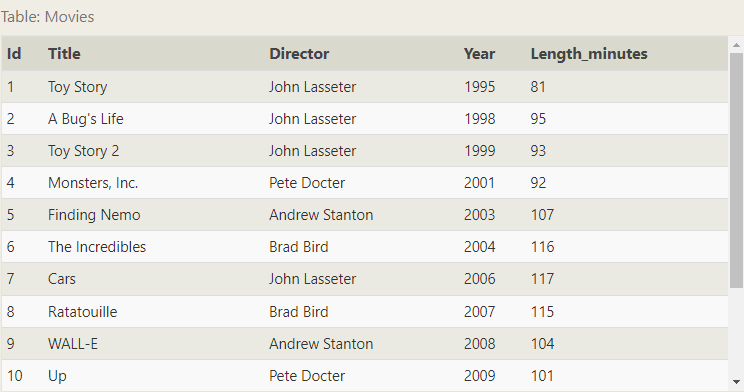 Table: Movies
Id Title Director Year Length_minutes
1 Toy Story John Lasseter 1995 81
2 A Bug's Life John Lasseter 1998 95
3 Toy Story 2 John Lasseter 1999 93
4 Monsters, Inc. Pete Docter 2001 92
5 Finding Nemo Andrew Stanton 2003 107
6 The Incredibles Brad Bird 2004 116
7 Cars John Lasseter 2006 117
8 Ratatouille Brad Bird 2007 115
9 WALL-E Andrew Stanton 2008 104
10 Up Pete Docter 2009 101